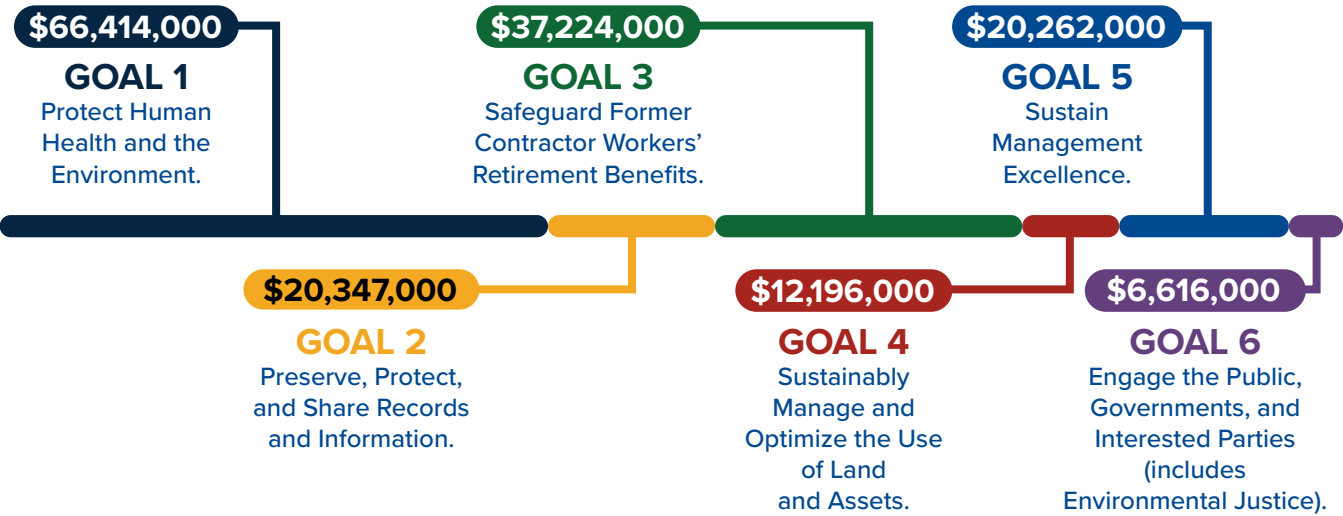 $66,414,000
GOAL 1
Protect Human
Health and the
Environment.
$37,224,000
GOAL 3
Safeguard Former
Contractor Workers’
Retirement Benefits.
$20,262,000
GOAL 5
Sustain
Management
Excellence.
$20,347,000
GOAL 2
Preserve, Protect,
and Share Records
and Information.
$12,196,000
GOAL 4
Sustainably
Manage and
Optimize the Use
of Land
and Assets.
$6,616,000
GOAL 6
Engage the Public,
Governments, and
Interested Parties
(includes
Environmental Justice).